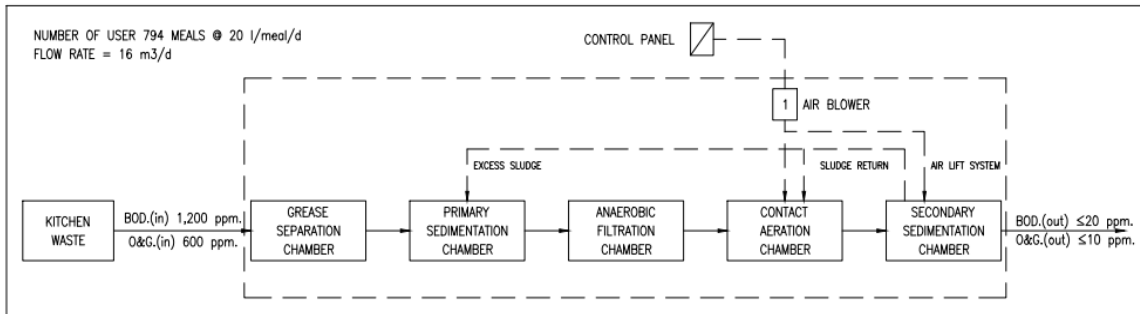 NUMBER OF USER 794 MEALS @ 20 l/meal/d
FLOW RATE = 16 m3/d
CONTROL PANEL
1
AIR BLOWER
EXCESS SLUDGE
SLUDGE RETURN
AIR LIFT SYSTEM
KITCHEN
WASTE
BOD.(in) 1,200 ppm.
O&G.(in) 600 ppm.
GREASE
SEPARATION
CHAMBER
PRIMARY
SEDIMENTATION
CHAMBER
ANAEROBIC
FILTRATION
CHAMBER
CONTACT
AERATION
CHAMBER
SECONDARY
SEDIMENTATION
CHAMBER
BOD.(out) ≤20 ppm.
O&G.(out) ≤10 ppm.